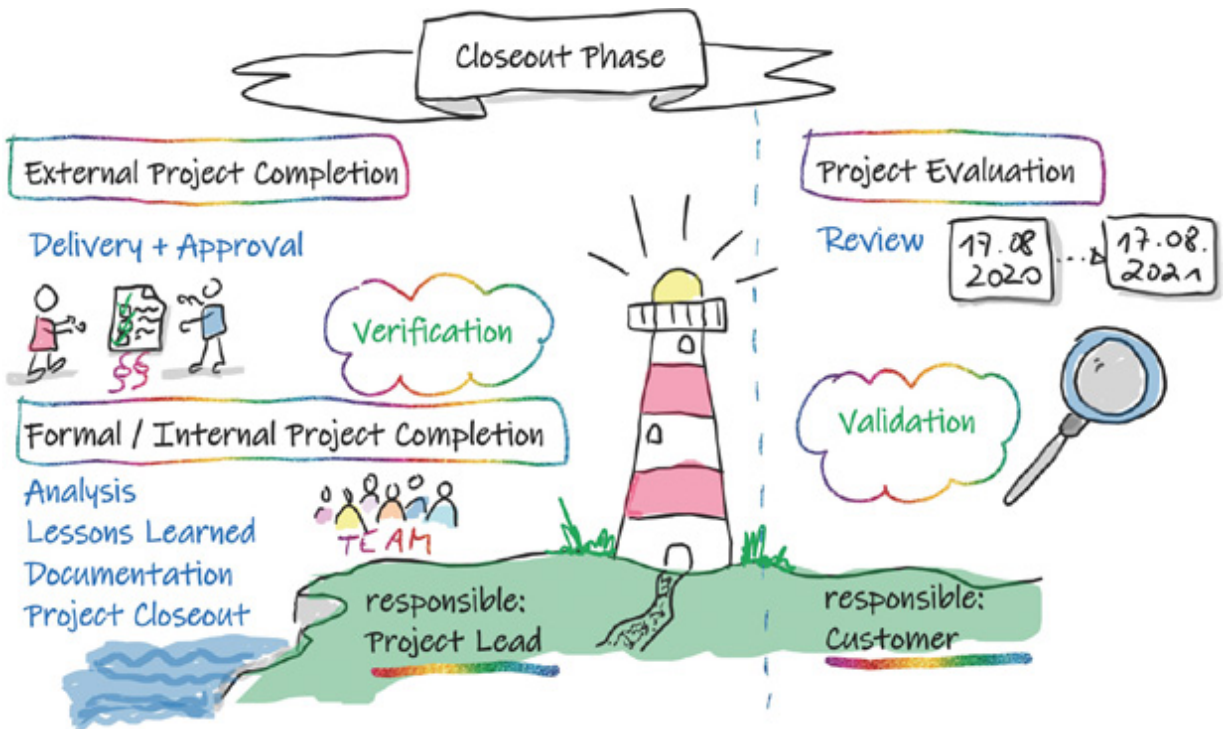 Closeout Phase
External Project Completion
Delivery + Approval
Verification
Formal / Internal Project Completion
Analysis
Lessons Learned
Documentation
Project Closeout
TEAM
responsible:
Project Lead
Project Evaluation
Review
17.08
2020
17.08.
2021
Validation
responsible:
Customer